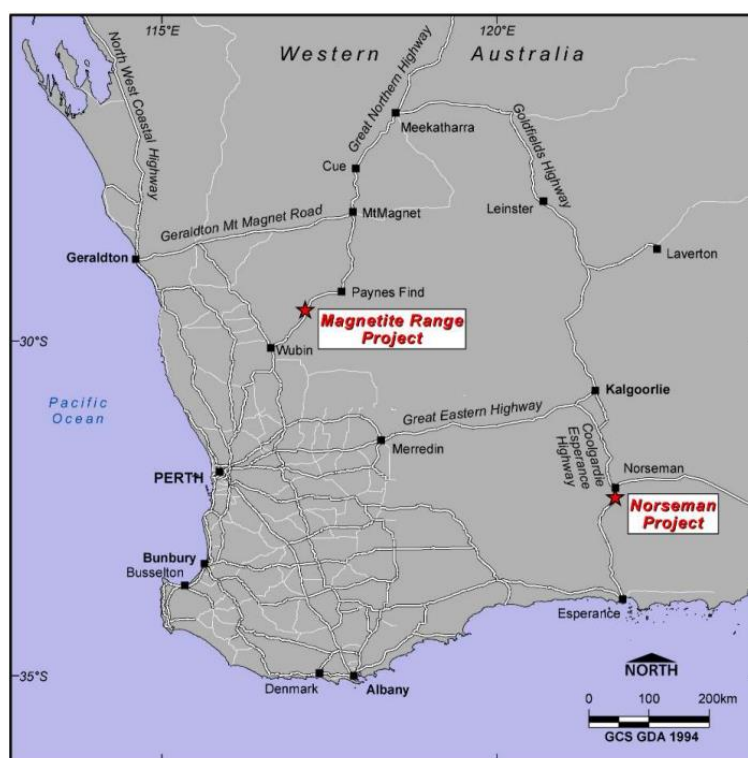 115°E
120°E
Western Australia
North West Coastal Highway
Great Northern Highway
Meekatharra
Goldfields Highway
Cue
Leinster
Geraldton Mt Magnet Road
MtMagnet
Geraldton
Laverton
Paynes Find
Magnetite Range
Project
30°S
Wubin
Pacific
Ocean
Kalgoorlie
Great Eastern Highway
Merredin
Coolgardie
Esperance
Highway
PERTH
Norseman
Norseman
Project
Bunbury
Busselton
Esperance
35°S
Denmark
Albany
NORTH
0 100 200km
GCS GDA 1994